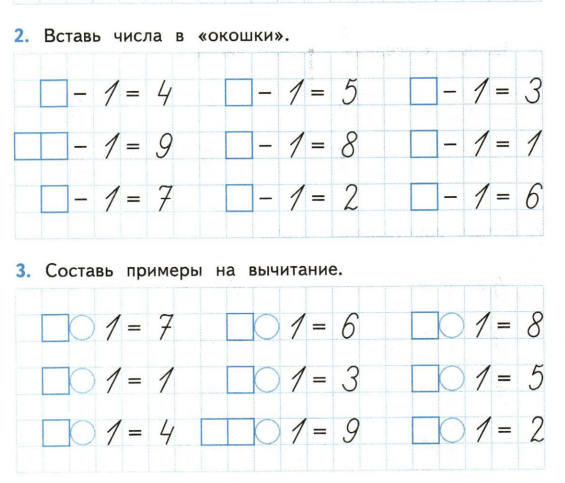 2. Вставь числа в «окошки».
□ – 1 = 4 □ – 1 = 5 □ – 1 = 3
□□ – 1 = 9 □ – 1 = 8 □ – 1 = 1
□ – 1 = 7 □ – 1 = 2 □ – 1 = 6
3. Составь примеры на вычитание.
□○ 1 = 7 □○ 1 = 6 □○ 1 = 8
□○ 1 = 1 □○ 1 = 3 □○ 1 = 5
□○ 1 = 4 □□○ 1 = 9 □○ 1 = 2